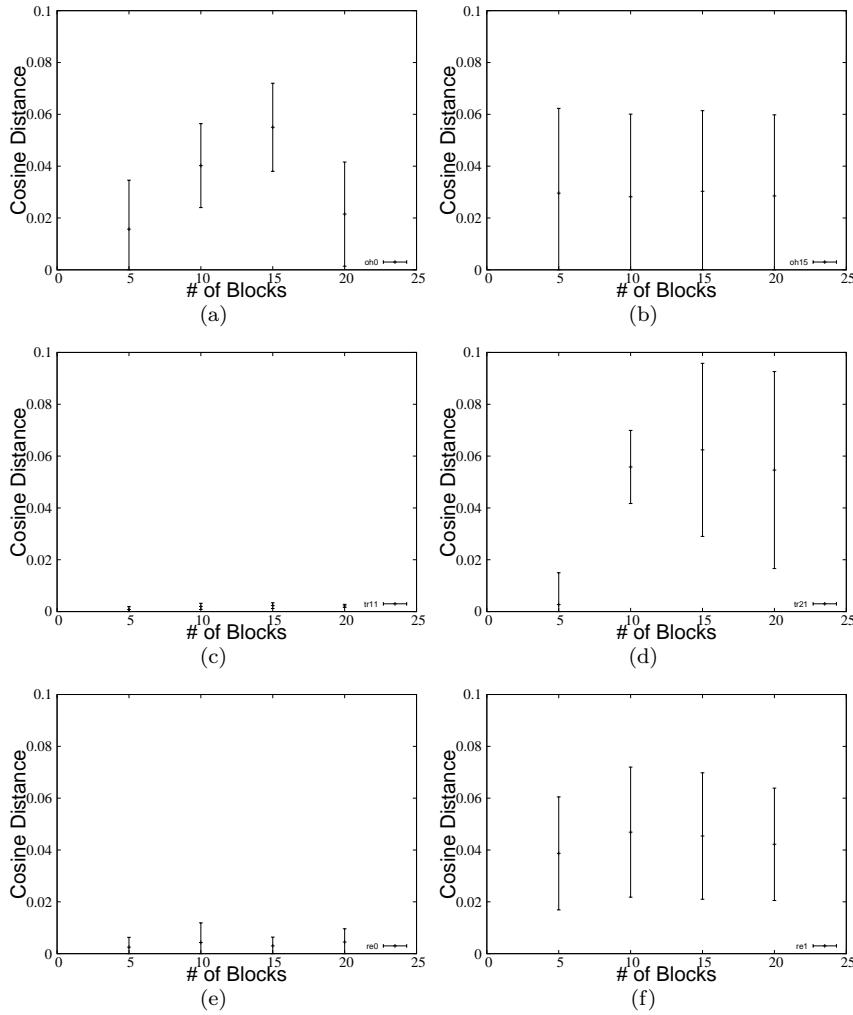 0.1
0.08
0.06
0.04
0.02
0
Cosine Distance
oh0
0 5 10 15 20 25
# of Blocks
(a)
0.1
0.08
0.06
0.04
0.02
0
Cosine Distance
oh15
0 5 10 15 20 25
# of Blocks
(b)
0.1
0.08
0.06
0.04
0.02
0
Cosine Distance
tr11
0 5 10 15 20 25
# of Blocks
(c)
0.1
0.08
0.06
0.04
0.02
0
Cosine Distance
tr21
0 5 10 15 20 25
# of Blocks
(d)
0.1
0.08
0.06
0.04
0.02
0
Cosine Distance
re0
0 5 10 15 20 25
# of Blocks
(e)
0.1
0.08
0.06
0.04
0.02
0
Cosine Distance
re1
0 5 10 15 20 25
# of Blocks
(f)